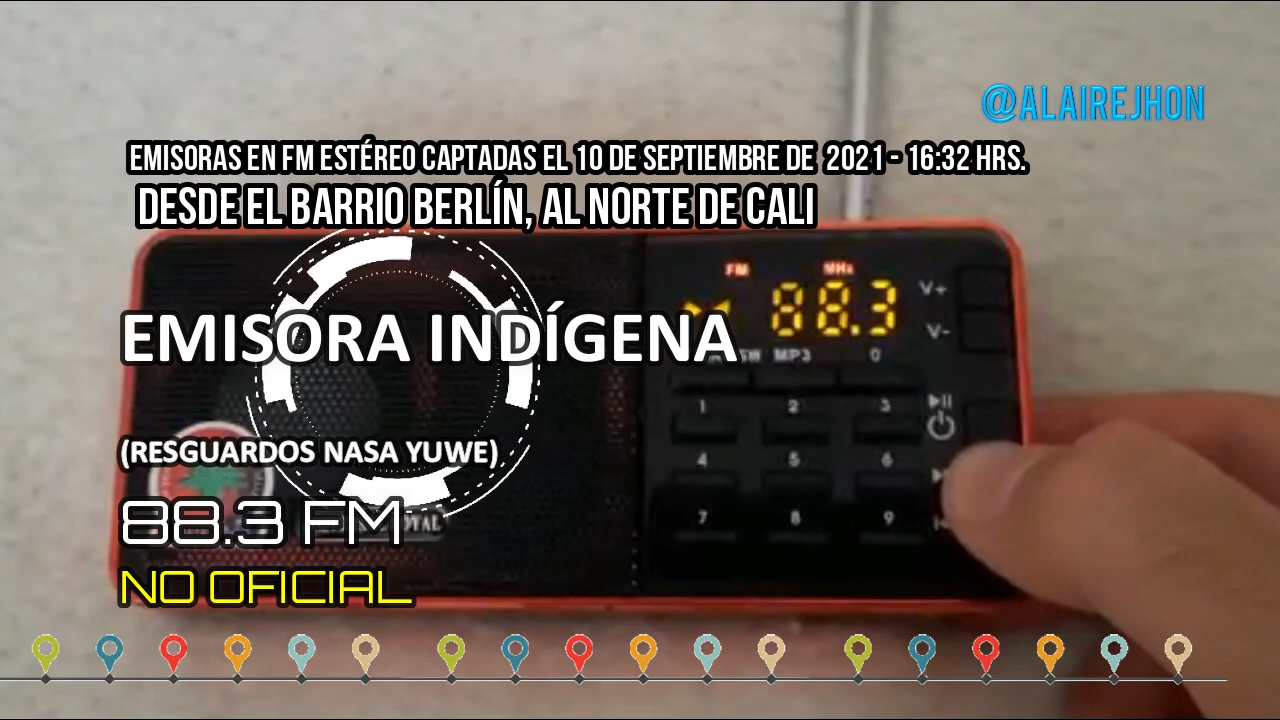 @ALAIREJHON
EMISORAS EN FM ESTÉREO CAPTADAS EL 10 DE SEPTIEMBRE DE 2021 - 16:32 HRS.
DESDE EL BARRIO BERLÍN, AL NORTE DE CALI
FM MHz
88.3
V+
EMISORA INDÍGENA
V-
SW MP3 0
1 2 3
(RESGUARDOS NASA YUWE)
4 5 6
88.3 FM
7 8 9
NO OFICIAL